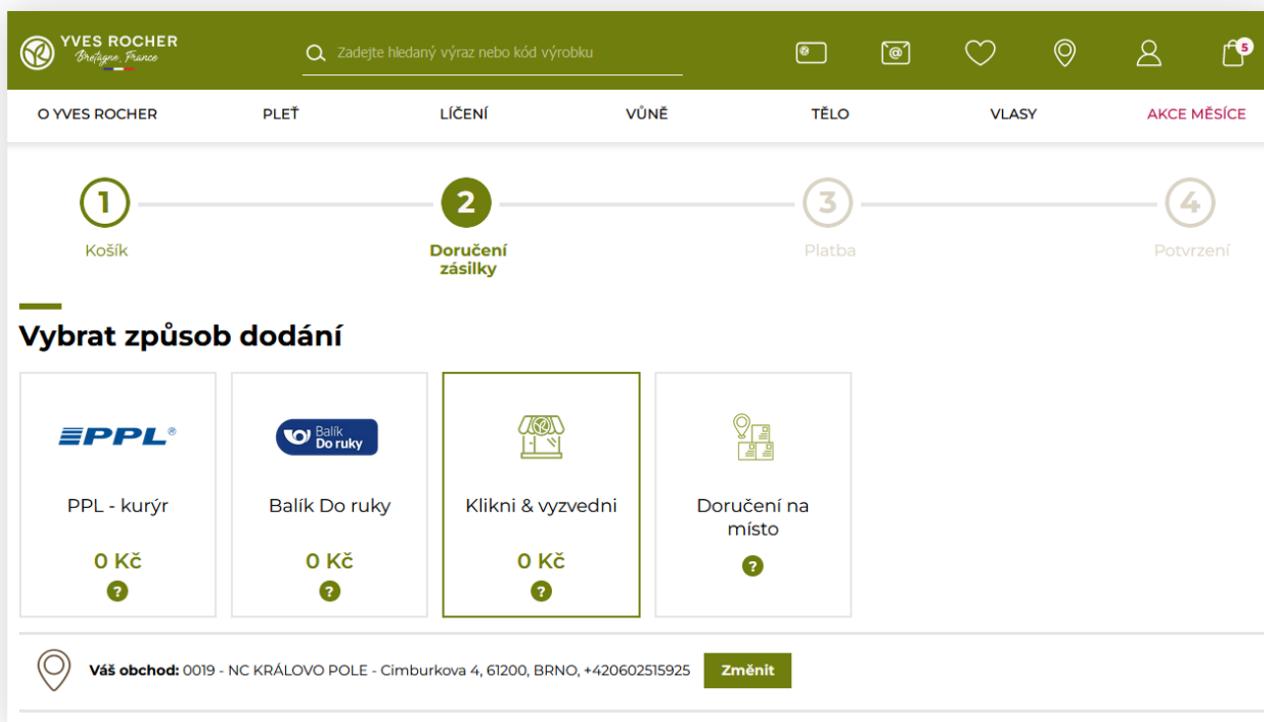 YVES ROCHER
Bretagne, France
Zadejte hledaný výraz nebo kód výrobku
@
5
O YVES ROCHER
PLEŤ
LÍČENÍ
VŮNĚ
TĚLO
VLASY
AKCE MĚSÍCE
1
2
3
4
Košík
Doručení
zásilky
Platba
Potvrzení
Vybrat způsob dodání
PPL®
PPL - kurýr
0 Kč
?
Balík
Do ruky
Balík Do ruky
0 Kč
?
Klikni & vyzvedni
0 Kč
?
Doručení na
místo
?
Váš obchod: 0019 - NC KRÁLOVO POLE - Cimburkova 4, 61200, BRNO, +420602515925
Změnit